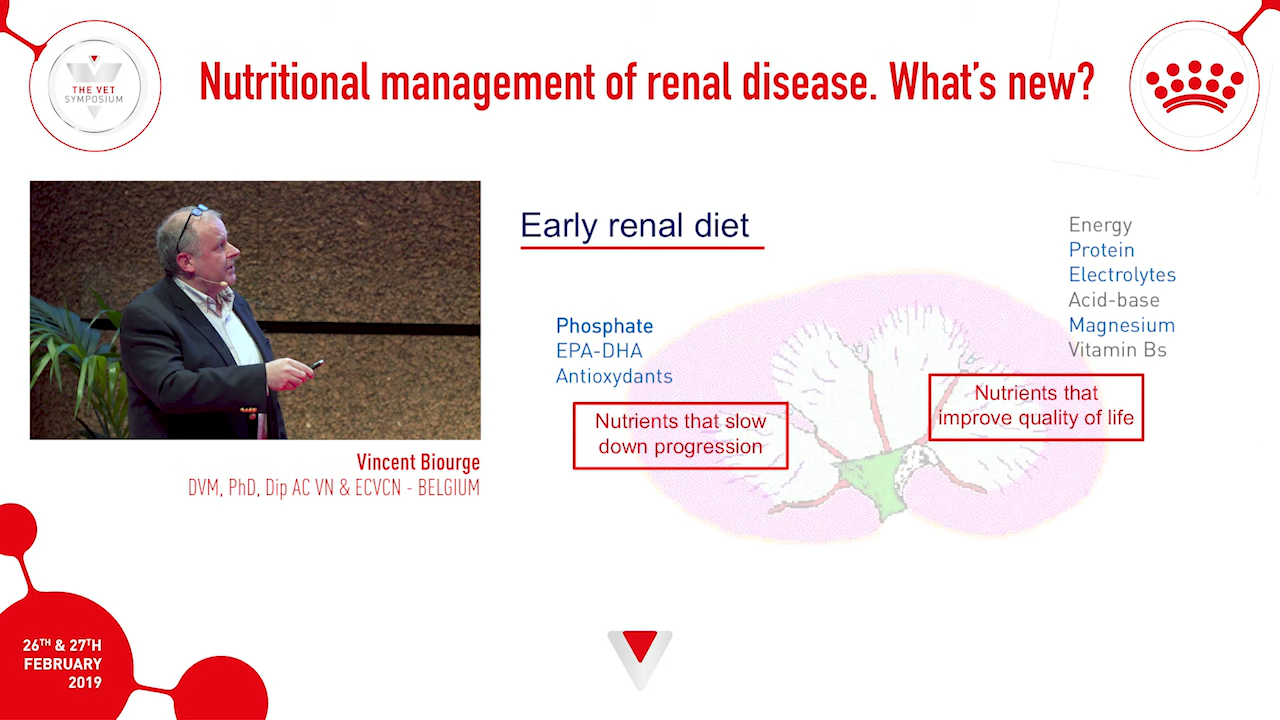 THE VET
SYMPOSIUM
Nutritional management of renal disease. What's new?
Vincent Biourge
DVM, PhD, Dip AC VN & ECVCN - BELGIUM
Early renal diet
Phosphate
EPA-DHA
Antioxydants
Nutrients that slow
down progression
Energy
Protein
Electrolytes
Acid-base
Magnesium
Vitamin Bs
Nutrients that
improve quality of life
26TH & 27TH
FEBRUARY
2019